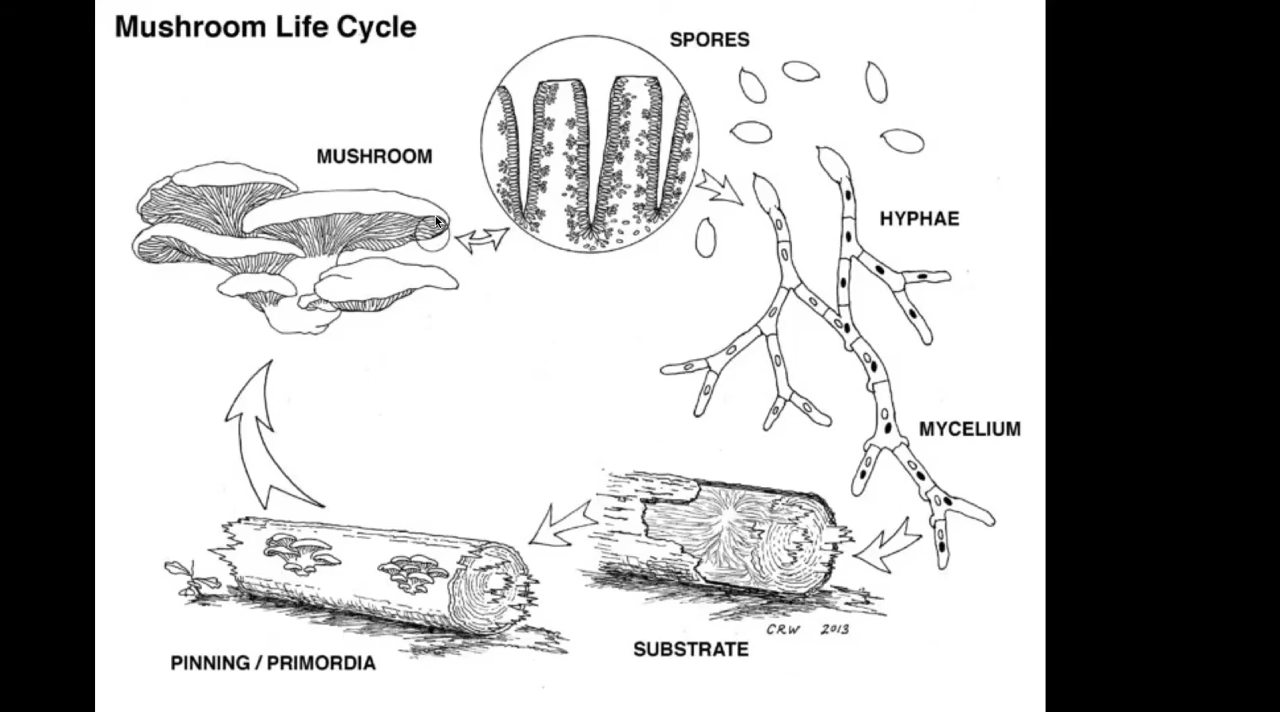 Mushroom Life Cycle
SPORES
MUSHROOM
HYPHAE
MYCELIUM
CRW 2013
SUBSTRATE
PINNING / PRIMORDIA